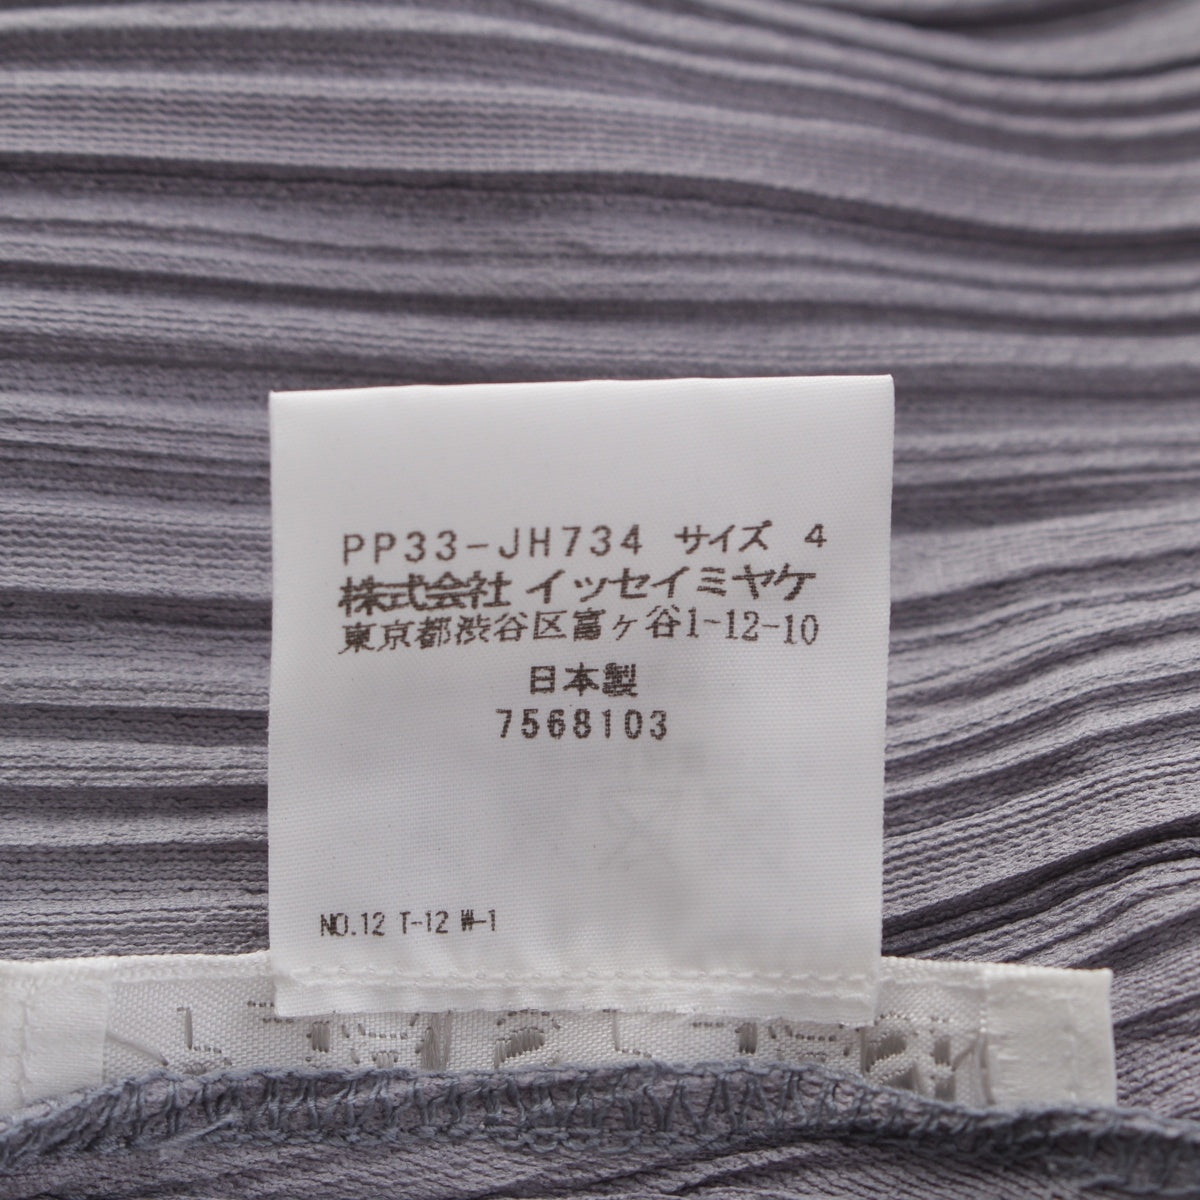 PP33-JH734 サイズ 4
株式会社 イッセイミヤケ
東京都渋谷区富ヶ谷1-12-10
日本製
7568103
NO.12 T-12 W-1